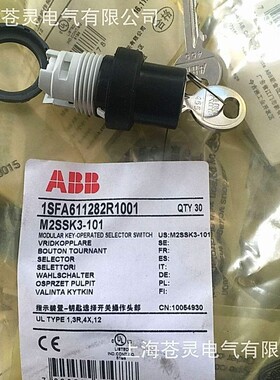 上海苍灵电气有限公司
ABB
1SFA611282R1001 QTY 30
M2SSK3-101
MODULAR KEY-OPERATED SELECTOR SWITCH US:M2SSK3-101
VRIDKOPPLARE SE:
BOUTON TOURNANT FR:
SELECTOR ES:
SELETTORI IT:
WAHLSCHALTER DE:
OSPRZET PULPIT PL:
VALINTA KYTKIN FI:
指示装置-钥匙选择开关操作头部 CN:10054930
UL TYPE 1,3R,4X,12
上海苍灵电气有限公司